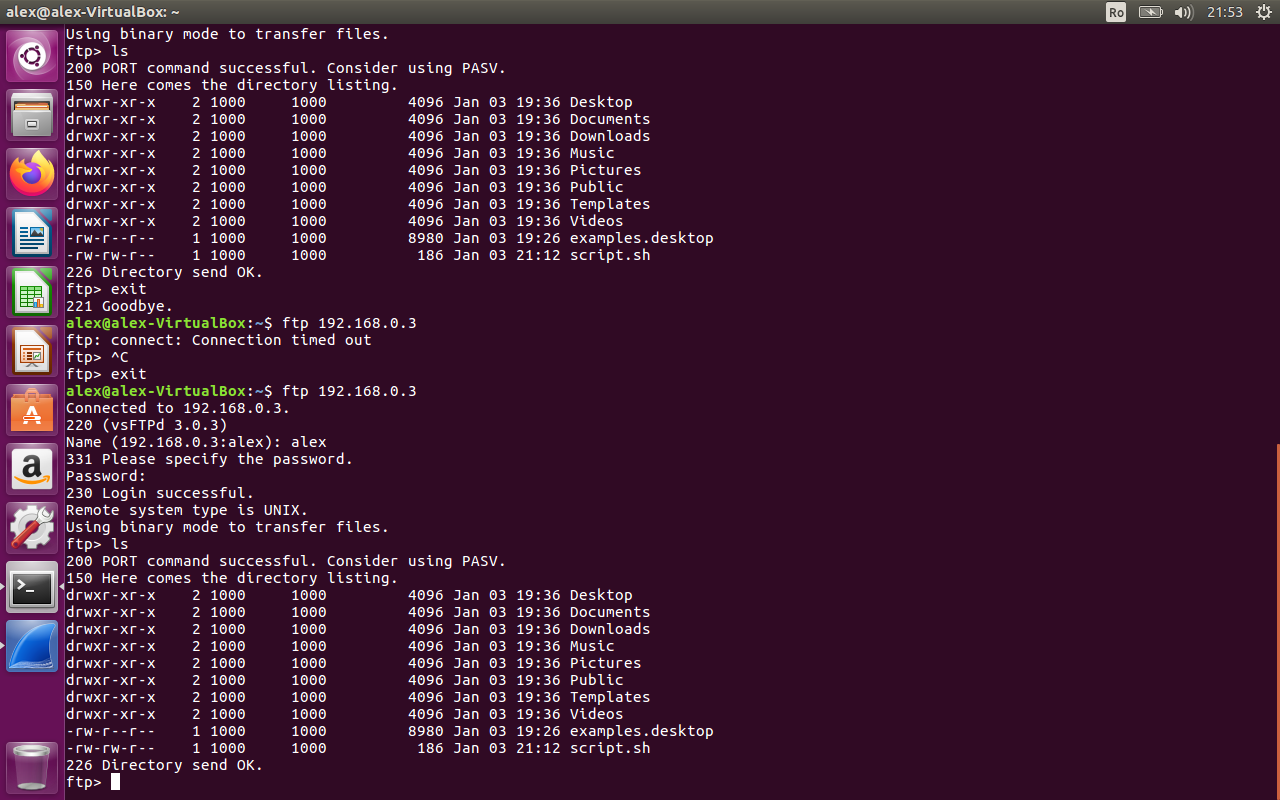 alex@alex-VirtualBox: ~
Ro
21:53
Using binary mode to transfer files.
ftp> ls
200 PORT command successful. Consider using PASV.
150 Here comes the directory listing.
drwxr-xr-x    2 1000     1000         4096 Jan 03 19:36 Desktop
drwxr-xr-x    2 1000     1000         4096 Jan 03 19:36 Documents
drwxr-xr-x    2 1000     1000         4096 Jan 03 19:36 Downloads
drwxr-xr-x    2 1000     1000         4096 Jan 03 19:36 Music
drwxr-xr-x    2 1000     1000         4096 Jan 03 19:36 Pictures
drwxr-xr-x    2 1000     1000         4096 Jan 03 19:36 Public
drwxr-xr-x    2 1000     1000         4096 Jan 03 19:36 Templates
drwxr-xr-x    2 1000     1000         4096 Jan 03 19:36 Videos
-rw-r--r--    1 1000     1000         8980 Jan 03 19:26 examples.desktop
-rw-rw-r--    1 1000     1000          186 Jan 03 21:12 script.sh
226 Directory send OK.
ftp> exit
221 Goodbye.
alex@alex-VirtualBox:~$ ftp 192.168.0.3
ftp: connect: Connection timed out
ftp> ^C
ftp> exit
alex@alex-VirtualBox:~$ ftp 192.168.0.3
Connected to 192.168.0.3.
220 (vsFTPd 3.0.3)
Name (192.168.0.3:alex): alex
331 Please specify the password.
Password:
230 Login successful.
Remote system type is UNIX.
Using binary mode to transfer files.
ftp> ls
200 PORT command successful. Consider using PASV.
150 Here comes the directory listing.
drwxr-xr-x    2 1000     1000         4096 Jan 03 19:36 Desktop
drwxr-xr-x    2 1000     1000         4096 Jan 03 19:36 Documents
drwxr-xr-x    2 1000     1000         4096 Jan 03 19:36 Downloads
drwxr-xr-x    2 1000     1000         4096 Jan 03 19:36 Music
drwxr-xr-x    2 1000     1000         4096 Jan 03 19:36 Pictures
drwxr-xr-x    2 1000     1000         4096 Jan 03 19:36 Public
drwxr-xr-x    2 1000     1000         4096 Jan 03 19:36 Templates
drwxr-xr-x    2 1000     1000         4096 Jan 03 19:36 Videos
-rw-r--r--    1 1000     1000         8980 Jan 03 19:26 examples.desktop
-rw-rw-r--    1 1000     1000          186 Jan 03 21:12 script.sh
226 Directory send OK.
ftp>